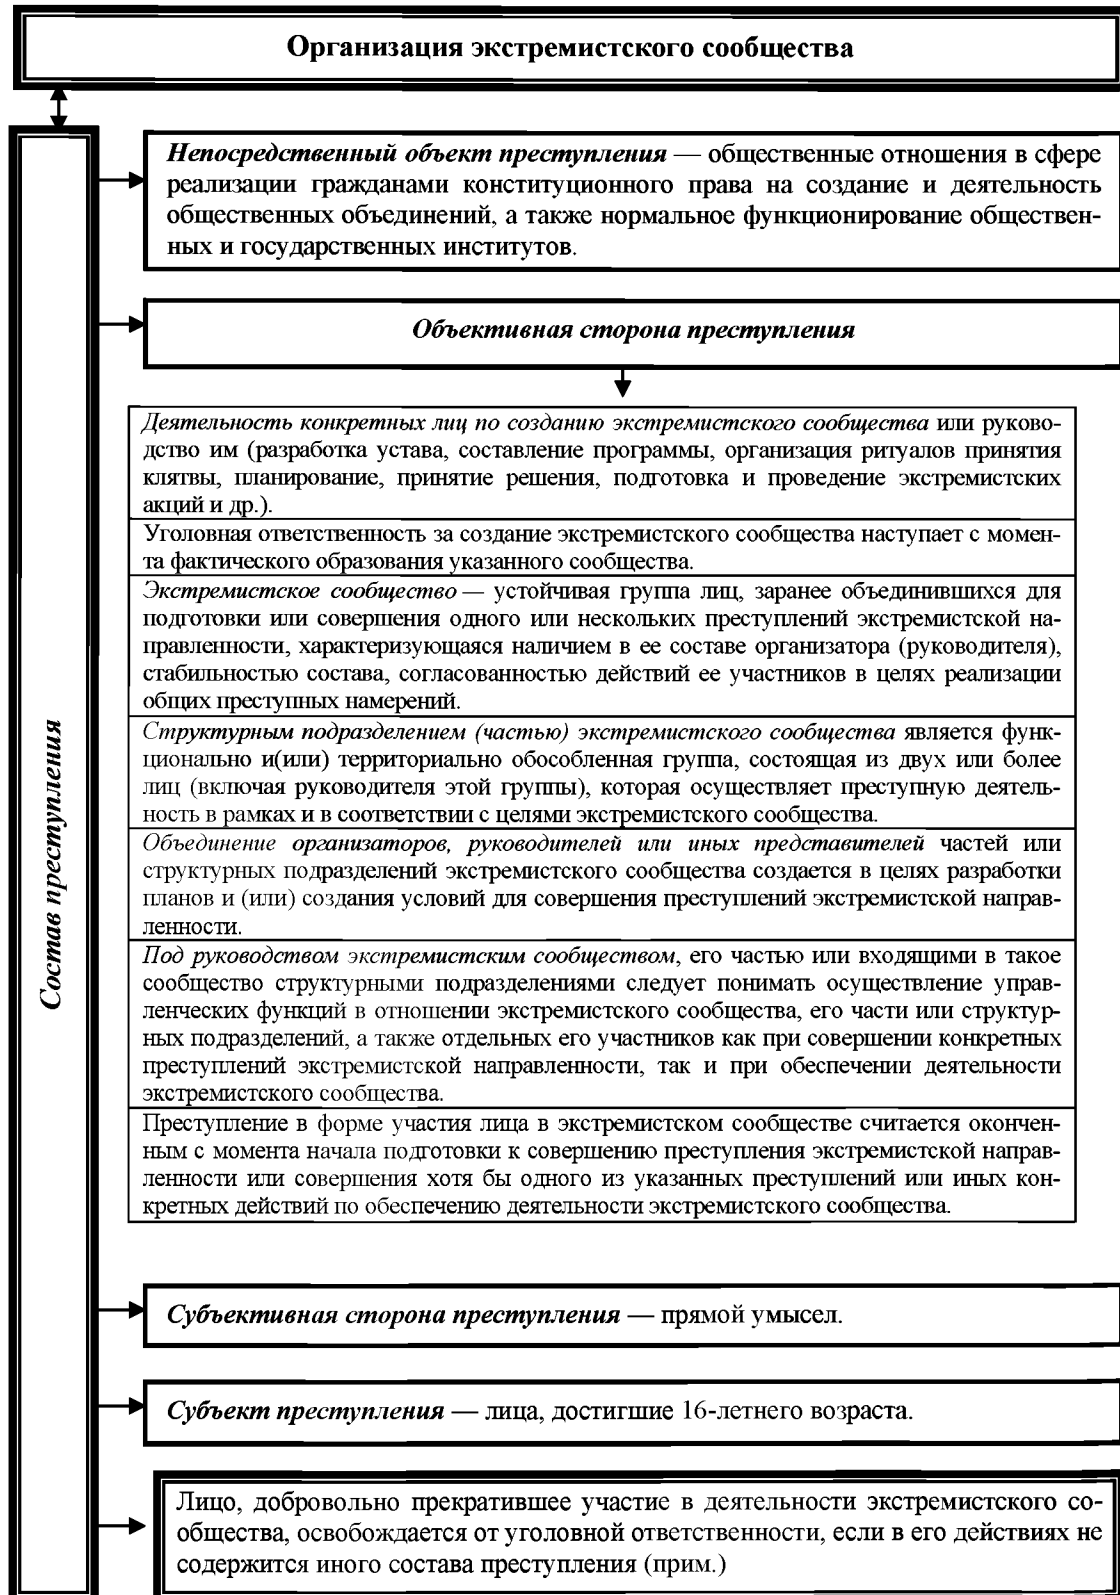 Организация экстремистского сообщества
Состав преступления
Непосредственный объект преступления — общественные отношения в сфере
реализации гражданами конституционного права на создание и деятельность
общественных объединений, а также нормальное функционирование обществен-
ных и государственных институтов.
Объективная сторона преступления
Деятельность конкретных лиц по созданию экстремистского сообщества или руково-
дство им (разработка устава, составление программы, организация ритуалов принятия
клятвы, планирование, принятие решения, подготовка и проведение экстремистских
акций и др.).
Уголовная ответственность за создание экстремистского сообщества наступает с момен-
та фактического образования указанного сообщества.
Экстремистское сообщество — устойчивая группа лиц, заранее объединившихся для
подготовки или совершения одного или нескольких преступлений экстремистской на-
правленности, характеризующаяся наличием в ее составе организатора (руководителя),
стабильностью состава, согласованностью действий ее участников в целях реализации
общих преступных намерений.
Структурным подразделением (частью) экстремистского сообщества является функ-
ционально и(или) территориально обособленная группа, состоящая из двух или более
лиц (включая руководителя этой группы), которая осуществляет преступную деятель-
ность в рамках и в соответствии с целями экстремистского сообщества.
Объединение организаторов, руководителей или иных представителей частей или
структурных подразделений экстремистского сообщества создается в целях разработки
планов и (или) создания условий для совершения преступлений экстремистской направ-
ленности.
Под руководством экстремистским сообществом, его частью или входящими в такое
сообщество структурными подразделениями следует понимать осуществление управ-
ленческих функций в отношении экстремистского сообщества, его части или структур-
ных подразделений, а также отдельных его участников как при совершении конкретных
преступлений экстремистской направленности, так и при обеспечении деятельности
экстремистского сообщества.
Преступление в форме участия лица в экстремистском сообществе считается окончен-
ным с момента начала подготовки к совершению преступления экстремистской направ-
ленности или совершения хотя бы одного из указанных преступлений или иных кон-
кретных действий по обеспечению деятельности экстремистского сообщества.
Субъективная сторона преступления — прямой умысел.
Субъект преступления — лица, достигшие 16-летнего возраста.
Лицо, добровольно прекратившее участие в деятельности экстремистского со-
общества, освобождается от уголовной ответственности, если в его действиях не
содержится иного состава преступления (прим.)